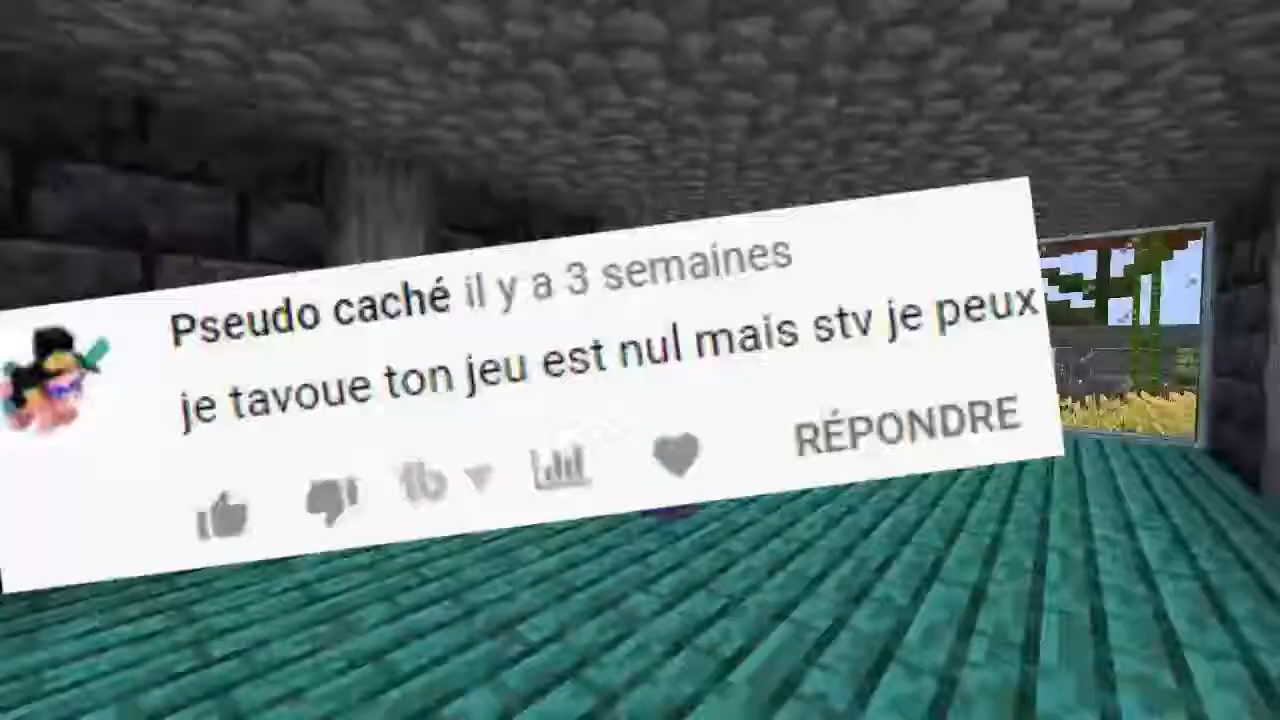 Pseudo caché il y a 3 semaines
je tavoue ton jeu est nul mais stv je peux
RÉPONDRE